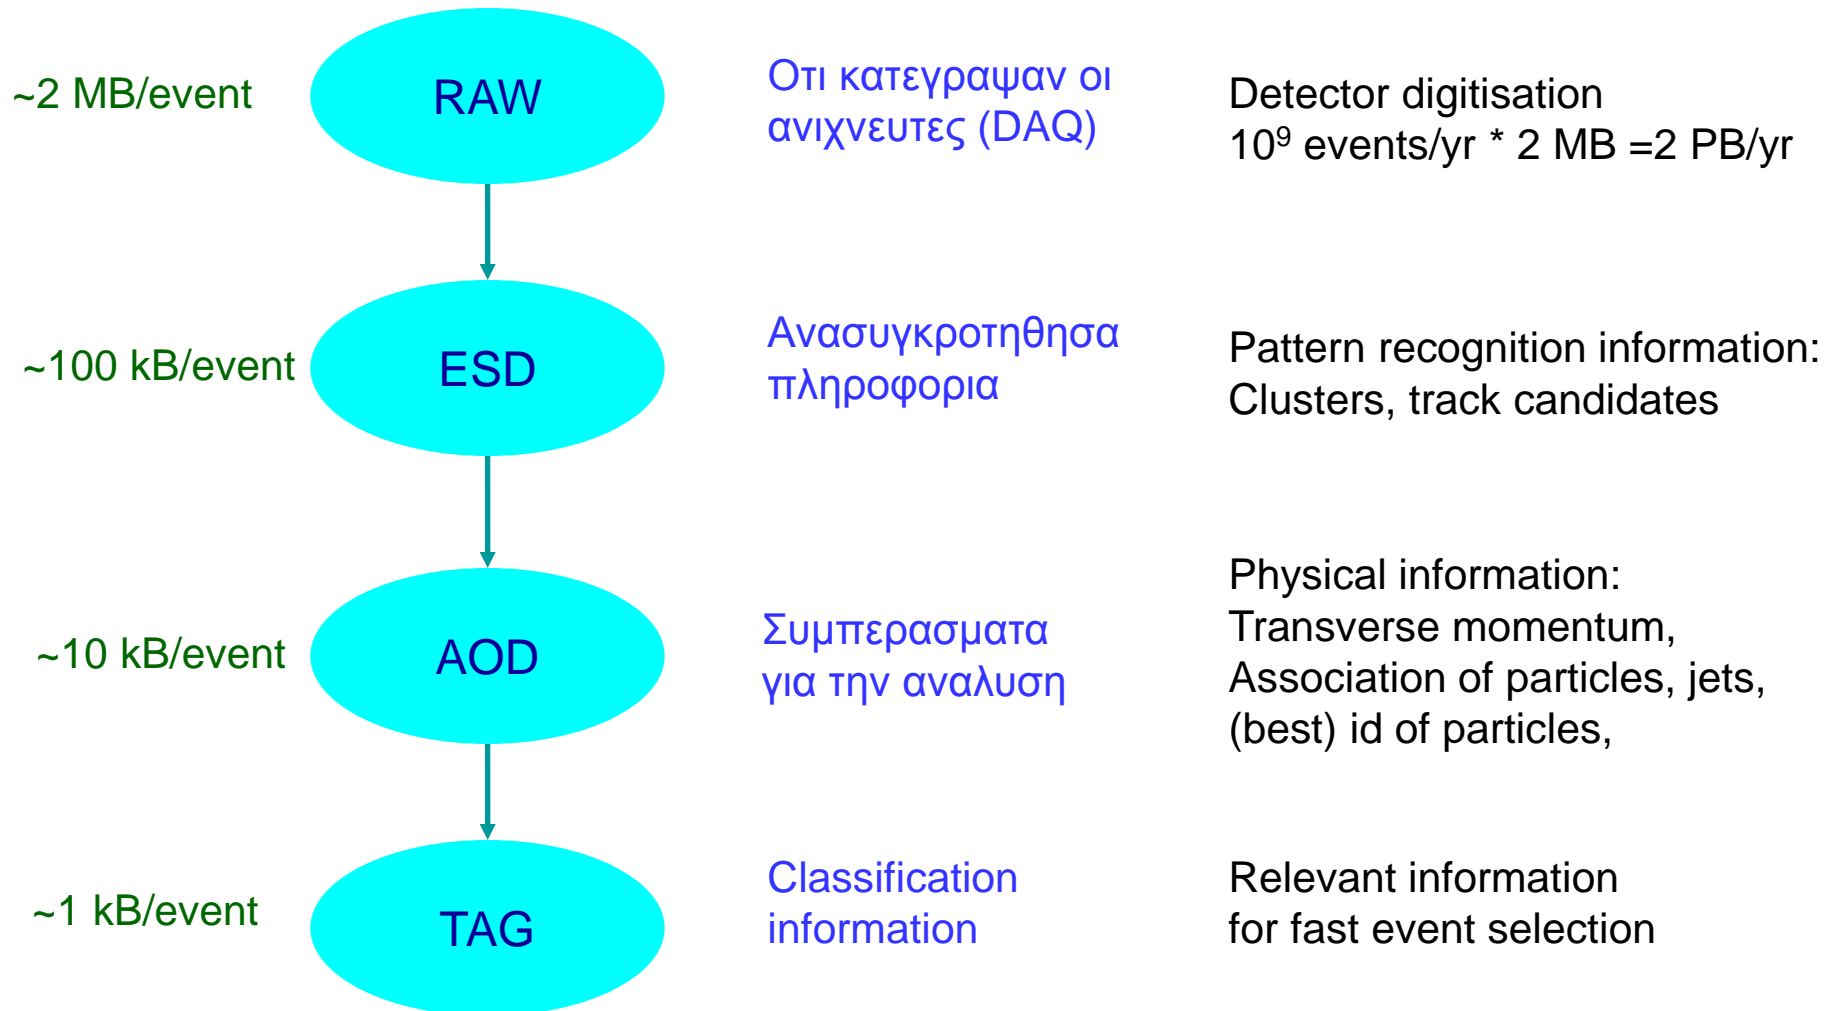 ~2 MB/event
RAW
Οτι κατεγραψαν οι
ανιχνευτες (DAQ)
Detector digitisation
10⁹ events/yr * 2 MB =2 PB/yr
~100 kB/event
ESD
Ανασυγκροτηθησα
πληροφορια
Pattern recognition information:
Clusters, track candidates
~10 kB/event
AOD
Συμπερασματα
για την αναλυση
Physical information:
Transverse momentum,
Association of particles, jets,
(best) id of particles,
~1 kB/event
TAG
Classification
information
Relevant information
for fast event selection